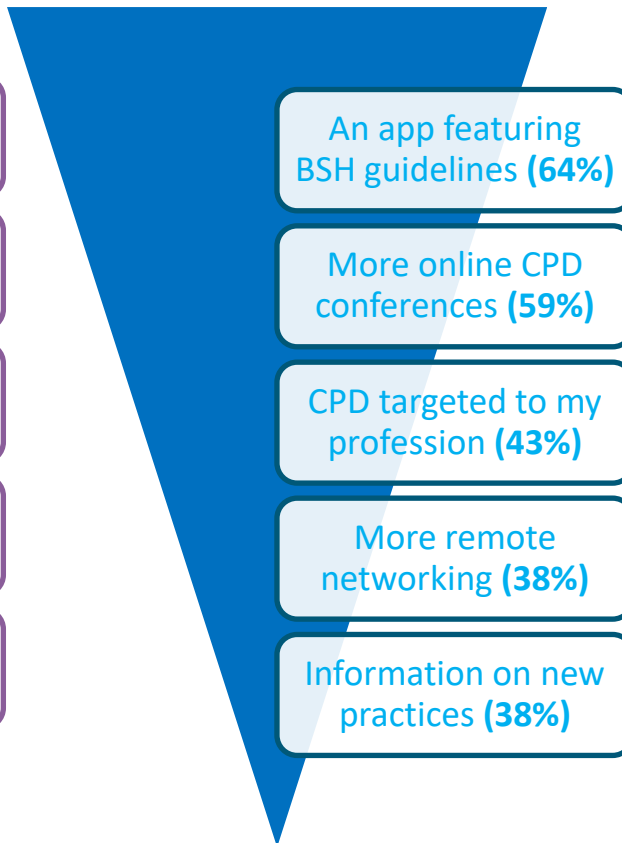 An app featuring
BSH guidelines (64%)
More online CPD
conferences (59%)
CPD targeted to my
profession (43%)
More remote
networking (38%)
Information on new
practices (38%)